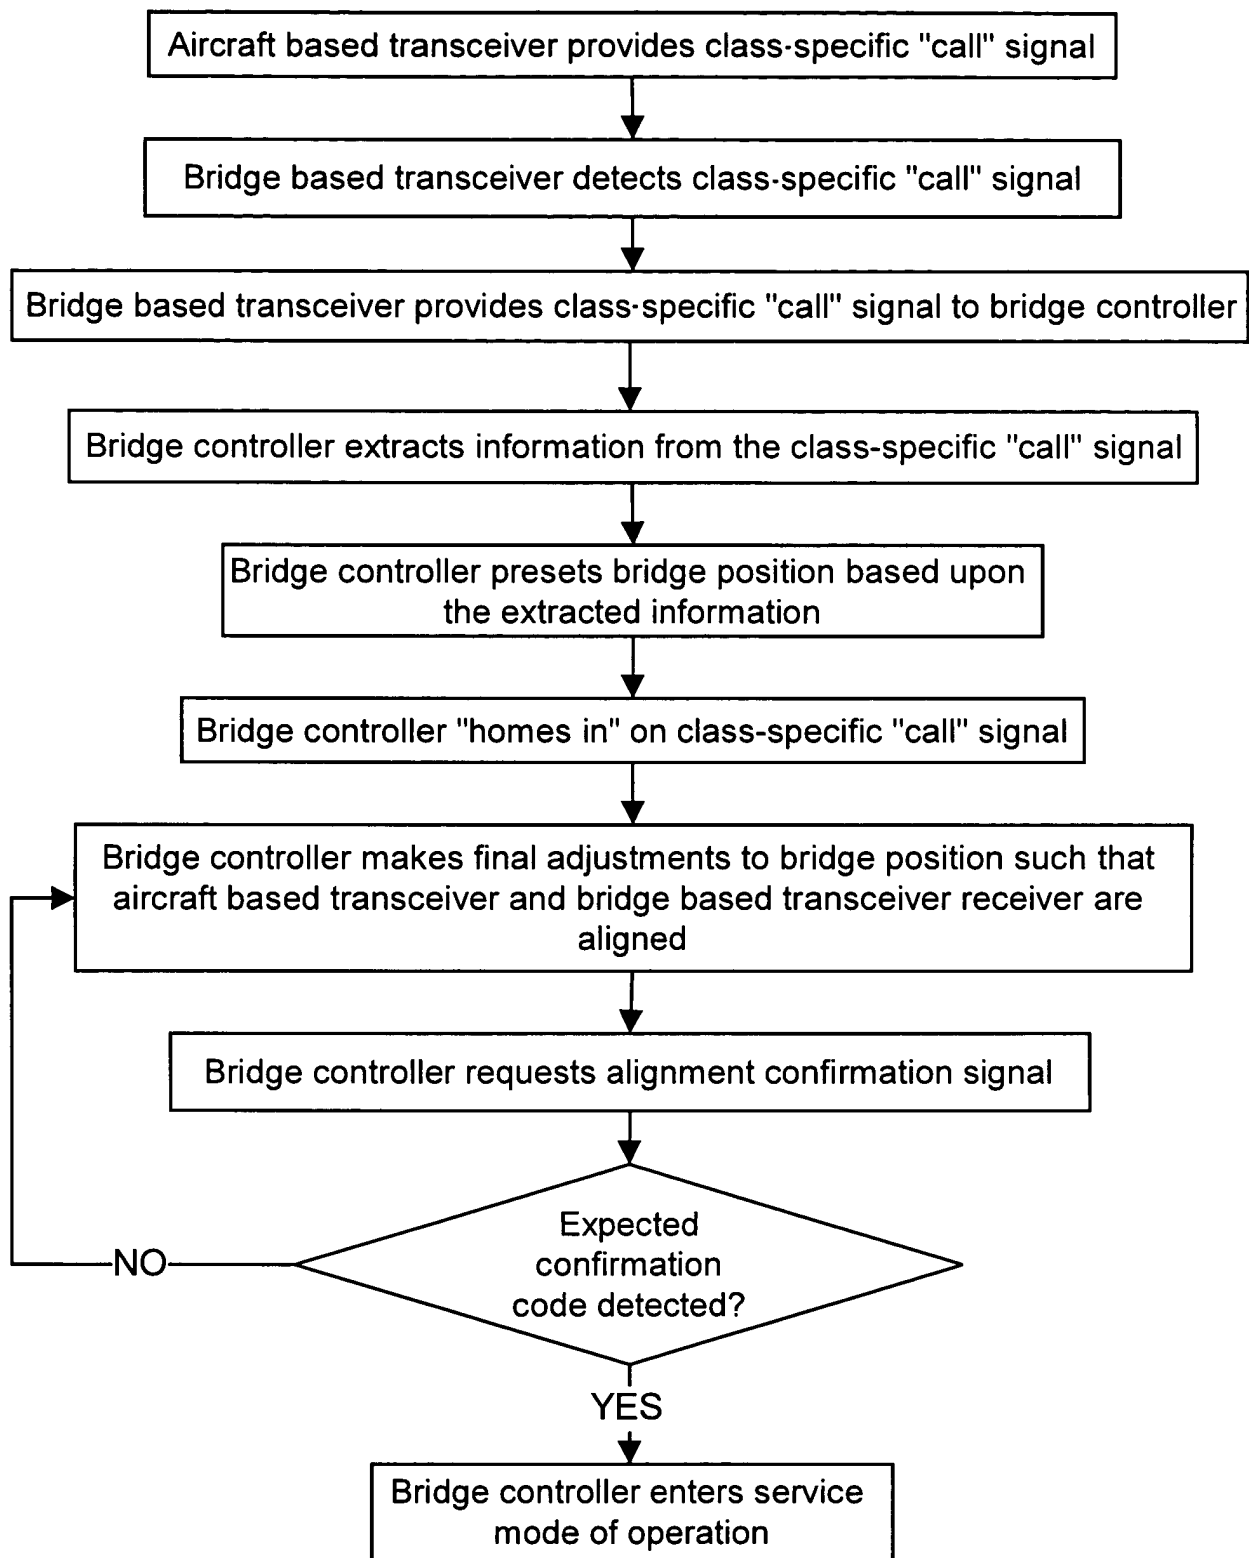 Aircraft based transceiver provides class-specific "call" signal
Bridge based transceiver detects class-specific "call" signal
Bridge based transceiver provides class-specific "call" signal to bridge controller
Bridge controller extracts information from the class-specific "call" signal
Bridge controller presets bridge position based upon
the extracted information
Bridge controller "homes in" on class-specific "call" signal
Bridge controller makes final adjustments to bridge position such that
aircraft based transceiver and bridge based transceiver receiver are
aligned
Bridge controller requests alignment confirmation signal
Expected
confirmation
code detected?
NO
YES
Bridge controller enters service
mode of operation